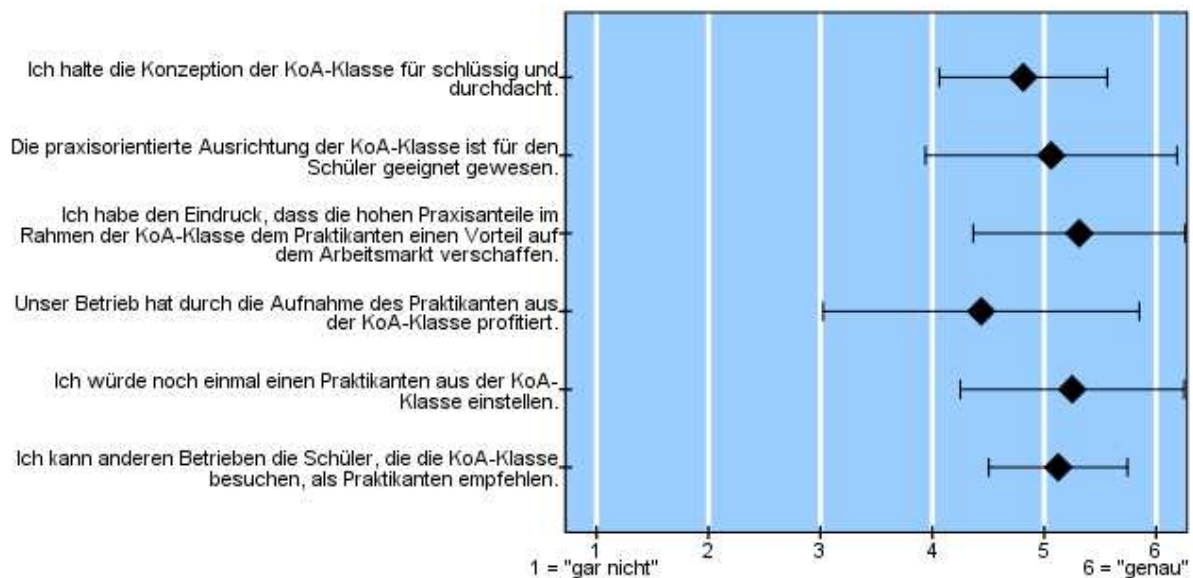 Ich halte die Konzeption der KoA-Klasse für schlüssig und
durchdacht.
Die praxisorientierte Ausrichtung der KoA-Klasse ist für den
Schüler geeignet gewesen.
Ich habe den Eindruck, dass die hohen Praxisanteile im
Rahmen der KoA-Klasse dem Praktikanten einen Vorteil auf
dem Arbeitsmarkt verschaffen.
Unser Betrieb hat durch die Aufnahme des Praktikanten aus
der KoA-Klasse profitiert.
Ich würde noch einmal einen Praktikanten aus der KoA-
Klasse einstellen.
Ich kann anderen Betrieben die Schüler, die die KoA-Klasse
besuchen, als Praktikanten empfehlen.
1 2 3 4 5 6
1 = "gar nicht" 6 = "genau"